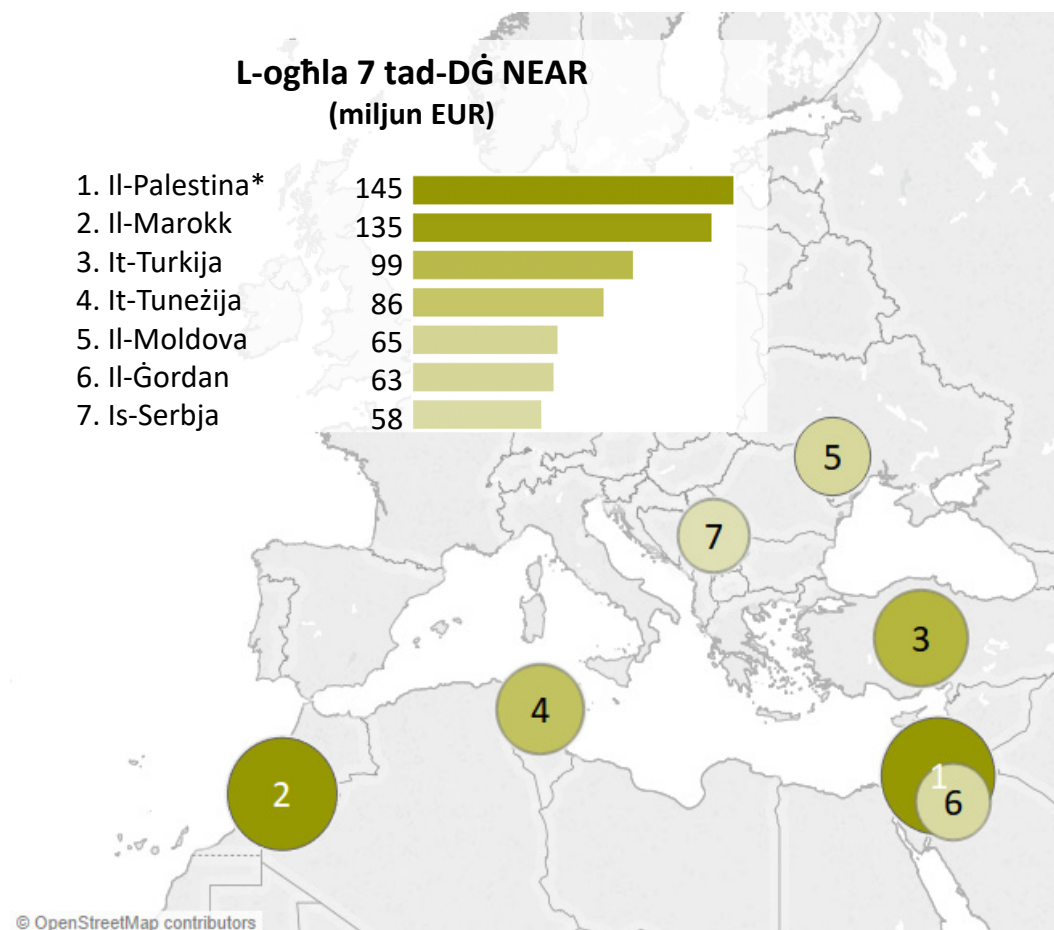 L-ogħla 7 tad-DĠ NEAR
(miljun EUR)
1. Il-Palestina* 145
2. Il-Marokk 135
3. It-Turkija 99
4. It-Tuneżija 86
5. Il-Moldova 65
6. Il-Ġordan 63
7. Is-Serbja 58
5
7
3
4
1
2
6
© OpenStreetMap contributors